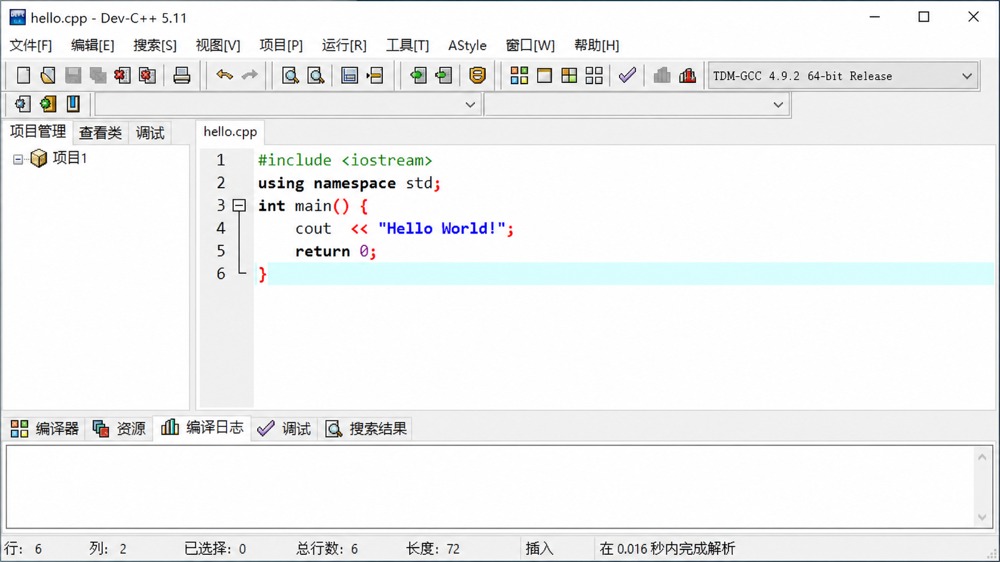 hello.cpp - Dev-C++ 5.11
文件[F] 编辑[E] 搜索[S] 视图[V] 项目[P] 运行[R] 工具[T] AStyle 窗口[W] 帮助[H]
TDM-GCC 4.9.2 64-bit Release
项目管理 查看类 调试 hello.cpp
项目1
1 #include <iostream>
2 using namespace std;
3 int main() {
4     cout  << "Hello World!";
5     return 0;
6 }
编译器 资源 编译日志 调试 搜索结果
行: 6 列: 2 已选择: 0 总行数: 6 长度: 72 插入 在 0.016 秒内完成解析